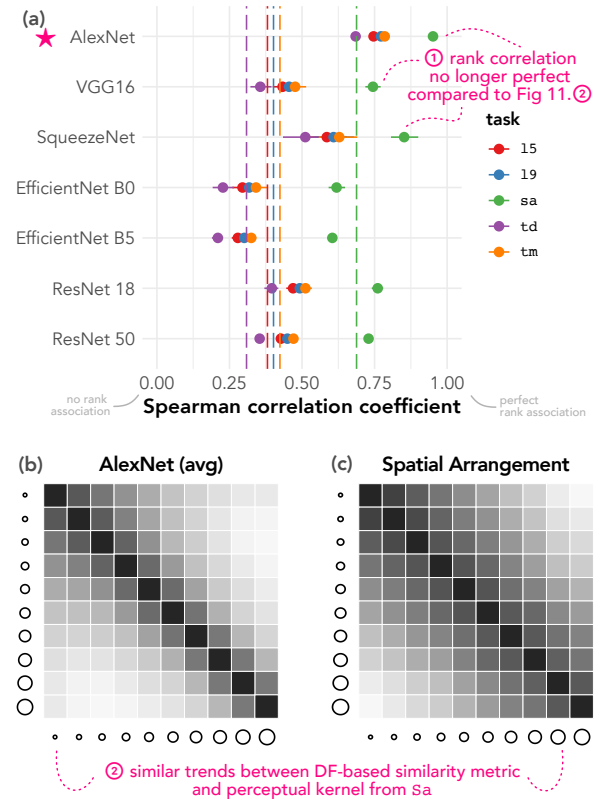 (a)
AlexNet
VGG16
SqueezeNet
EfficientNet B0
EfficientNet B5
ResNet 18
ResNet 50
① rank correlation
no longer perfect
compared to Fig 11.②
task
l5
l9
sa
td
tm
0.00 0.25 0.50 0.75 1.00
no rank
association
Spearman correlation coefficient
perfect
rank association
(b) AlexNet (avg)
(c) Spatial Arrangement
② similar trends between DF-based similarity metric
and perceptual kernel from Sa